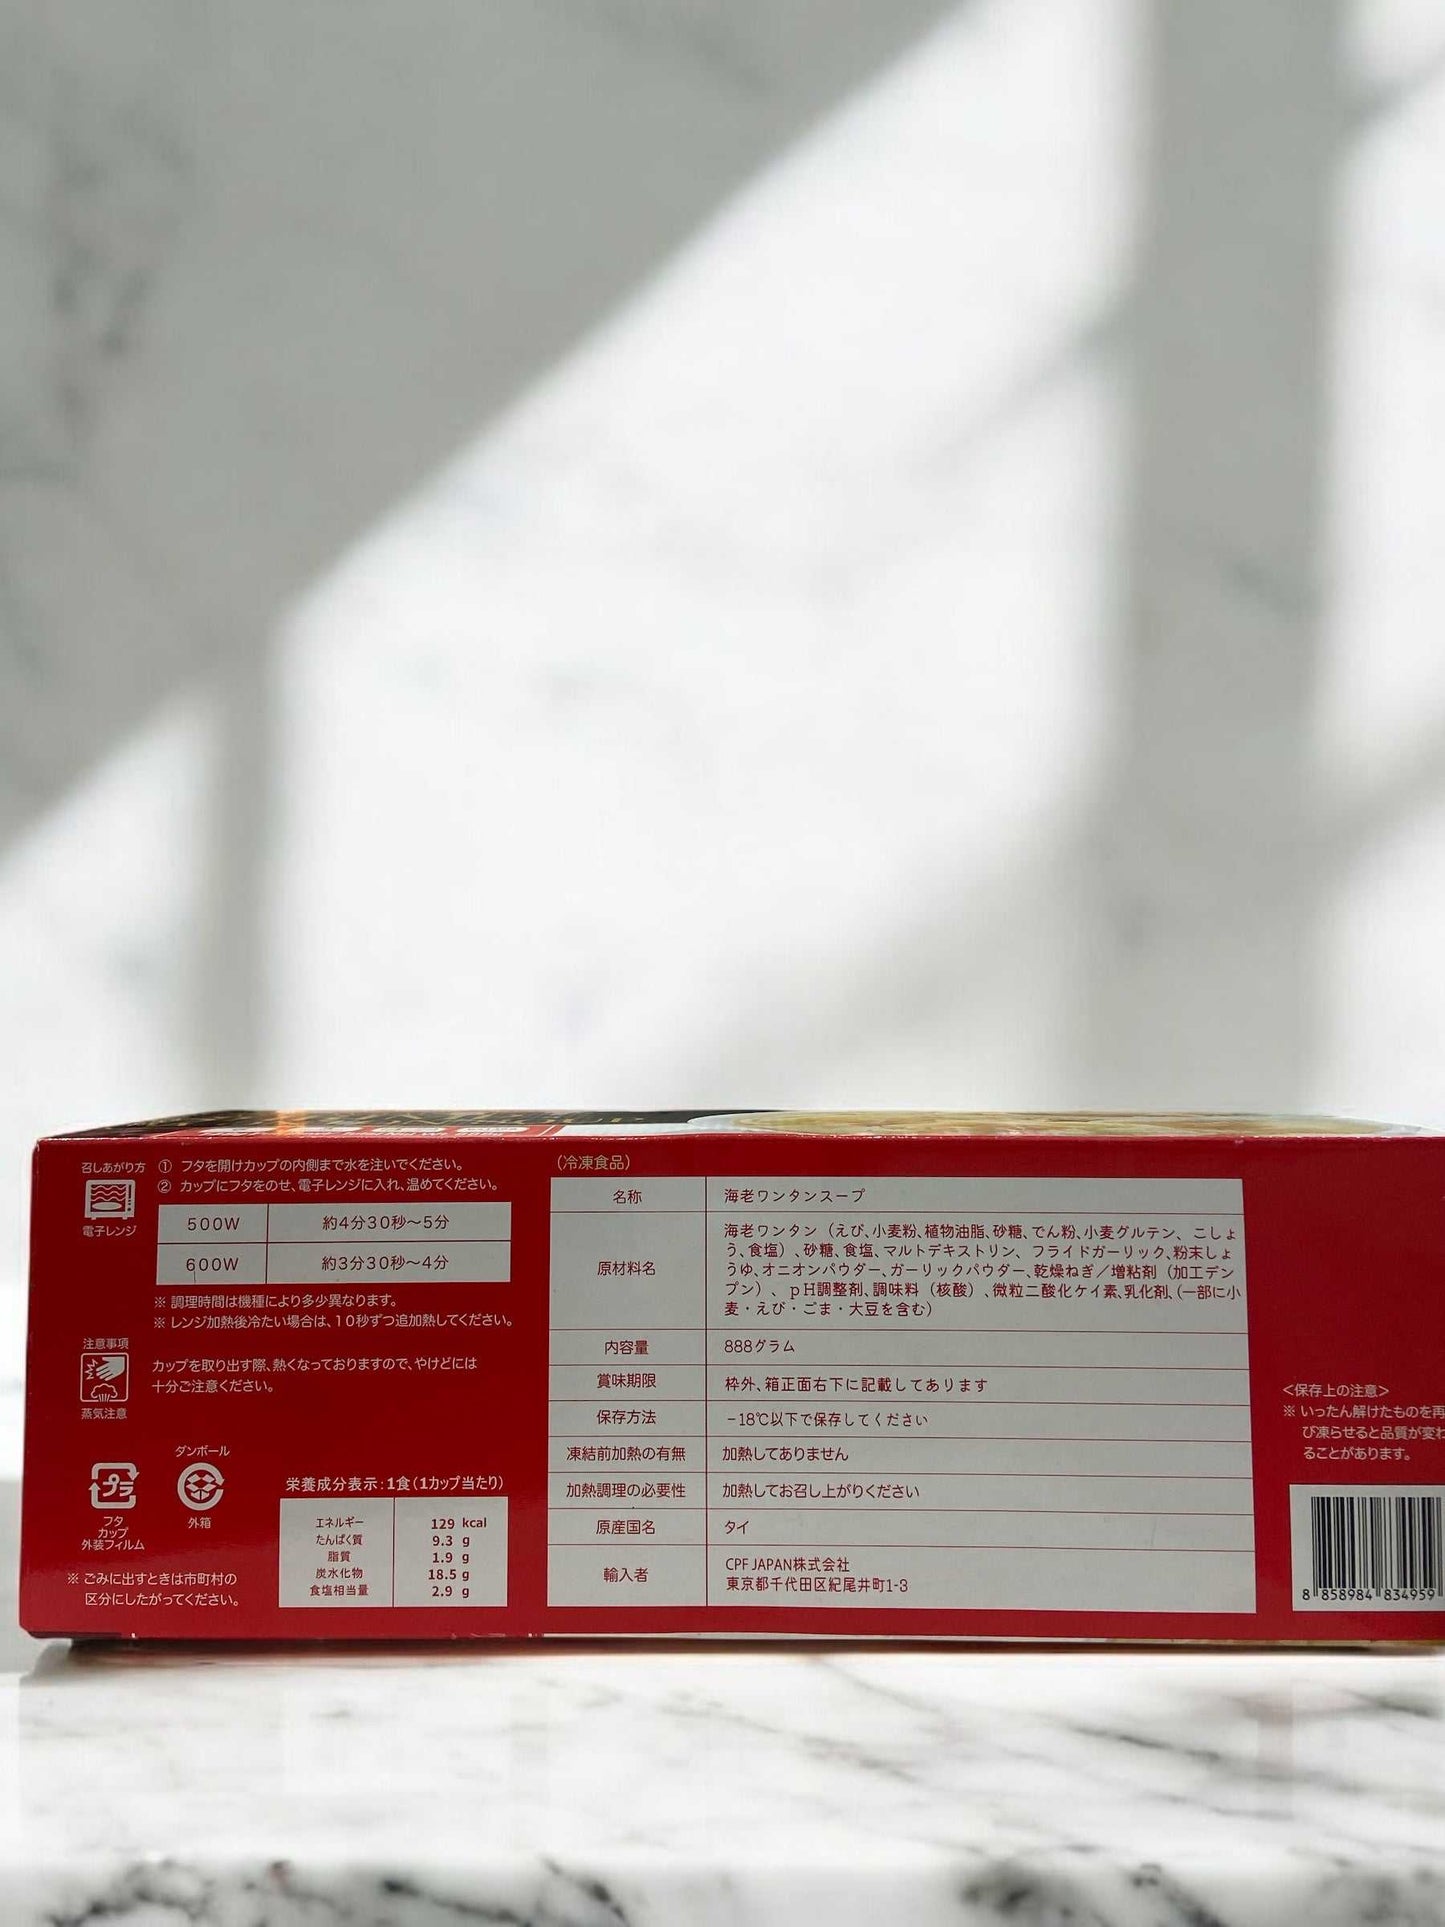 召しあがり方
電子レンジ
① フタを開けカップの内側まで水を注いでください。
② カップにフタをのせ、電子レンジに入れ、温めてください。
500W 約4分30秒～5分
600W 約3分30秒～4分
※ 調理時間は機種により多少異なります。
※ レンジ加熱後冷たい場合は、10秒ずつ追加熱してください。
注意事項
蒸気注意
カップを取り出す際、熱くなっておりますので、やけどには
十分ご注意ください。
プラ
フタ
カップ
外装フィルム
ダンボール
外箱
※ ごみに出すときは市町村の
区分にしたがってください。
栄養成分表示：1食（1カップ当たり）
エネルギー 129 kcal
たんぱく質 9.3 g
脂質 1.9 g
炭水化物 18.5 g
食塩相当量 2.9 g
（冷凍食品）
名称 海老ワンタンスープ
原材料名
海老ワンタン（えび、小麦粉、植物油脂、砂糖、でん粉、小麦グルテン、こしょ
う、食塩）、砂糖、食塩、マルトデキストリン、フライドガーリック、粉末しょ
うゆ、オニオンパウダー、ガーリックパウダー、乾燥ねぎ／増粘剤（加工デン
プン）、pH調整剤、調味料（核酸）、微粒二酸化ケイ素、乳化剤、（一部に小
麦・えび・ごま・大豆を含む）
内容量 888グラム
賞味期限 枠外、箱正面右下に記載してあります
保存方法 －18℃以下で保存してください
凍結前加熱の有無 加熱してありません
加熱調理の必要性 加熱してお召し上がりください
原産国名 タイ
輸入者
CPF JAPAN株式会社
東京都千代田区紀尾井町1-3
＜保存上の注意＞
※ いったん解けたものを再
び凍らせると品質が変わ
ることがあります。
8 858984 834959